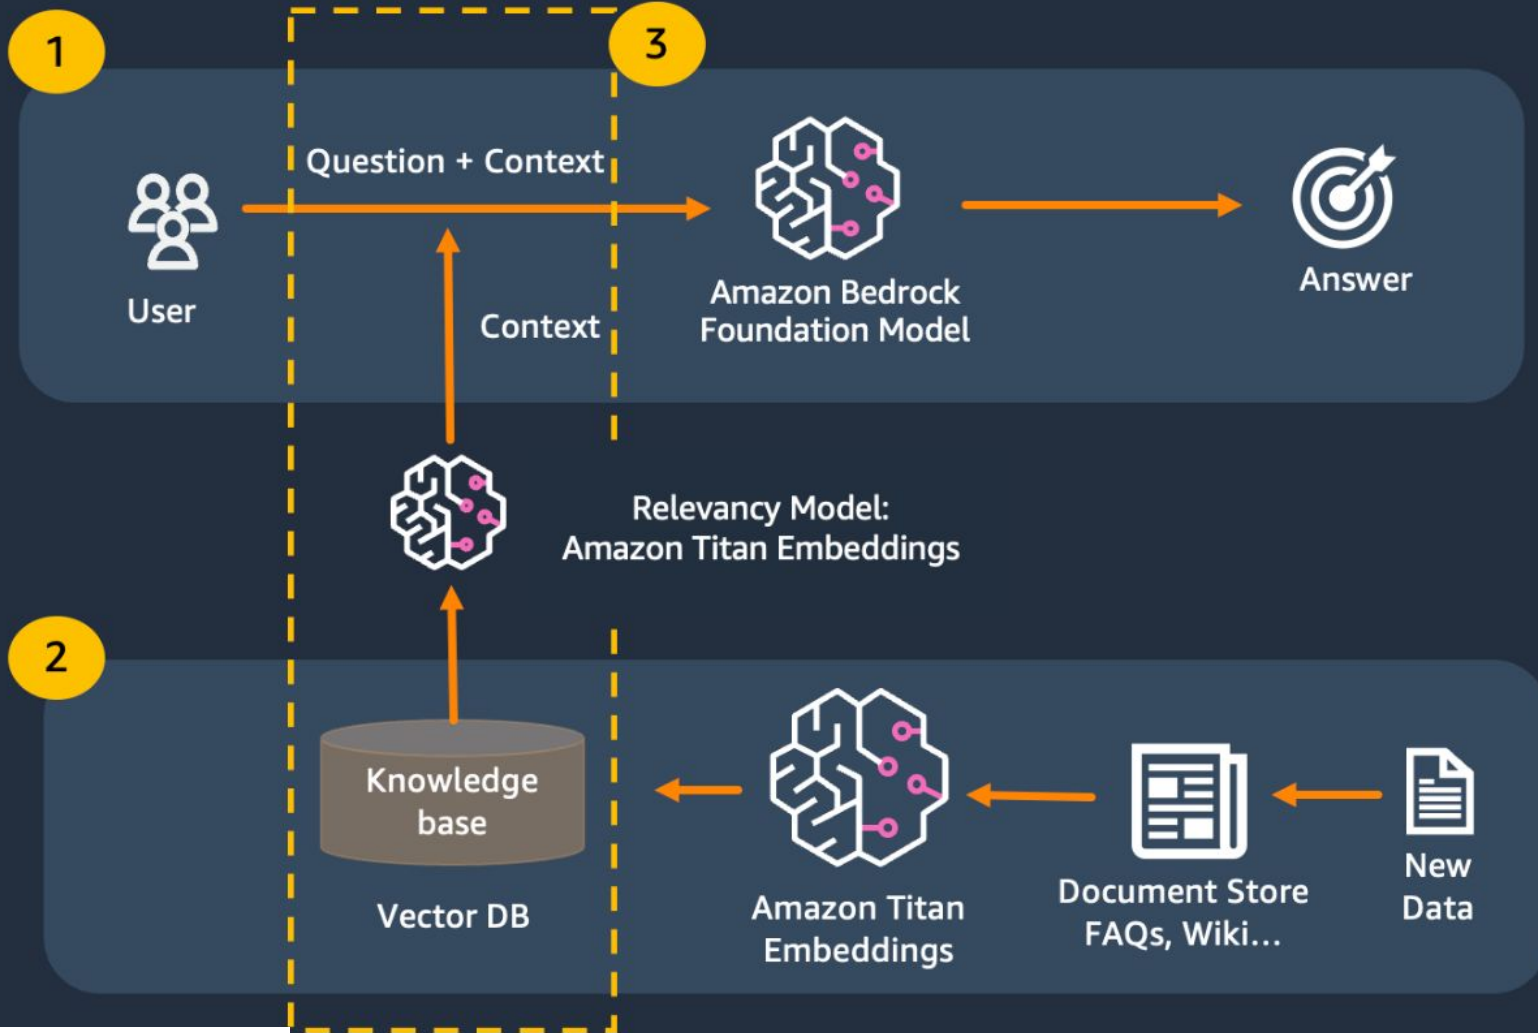 1
3
Question + Context
User
Context
Amazon Bedrock
Foundation Model
Answer
Relevancy Model:
Amazon Titan Embeddings
2
Knowledge
base
Vector DB
Amazon Titan
Embeddings
Document Store
FAQs, Wiki...
New
Data